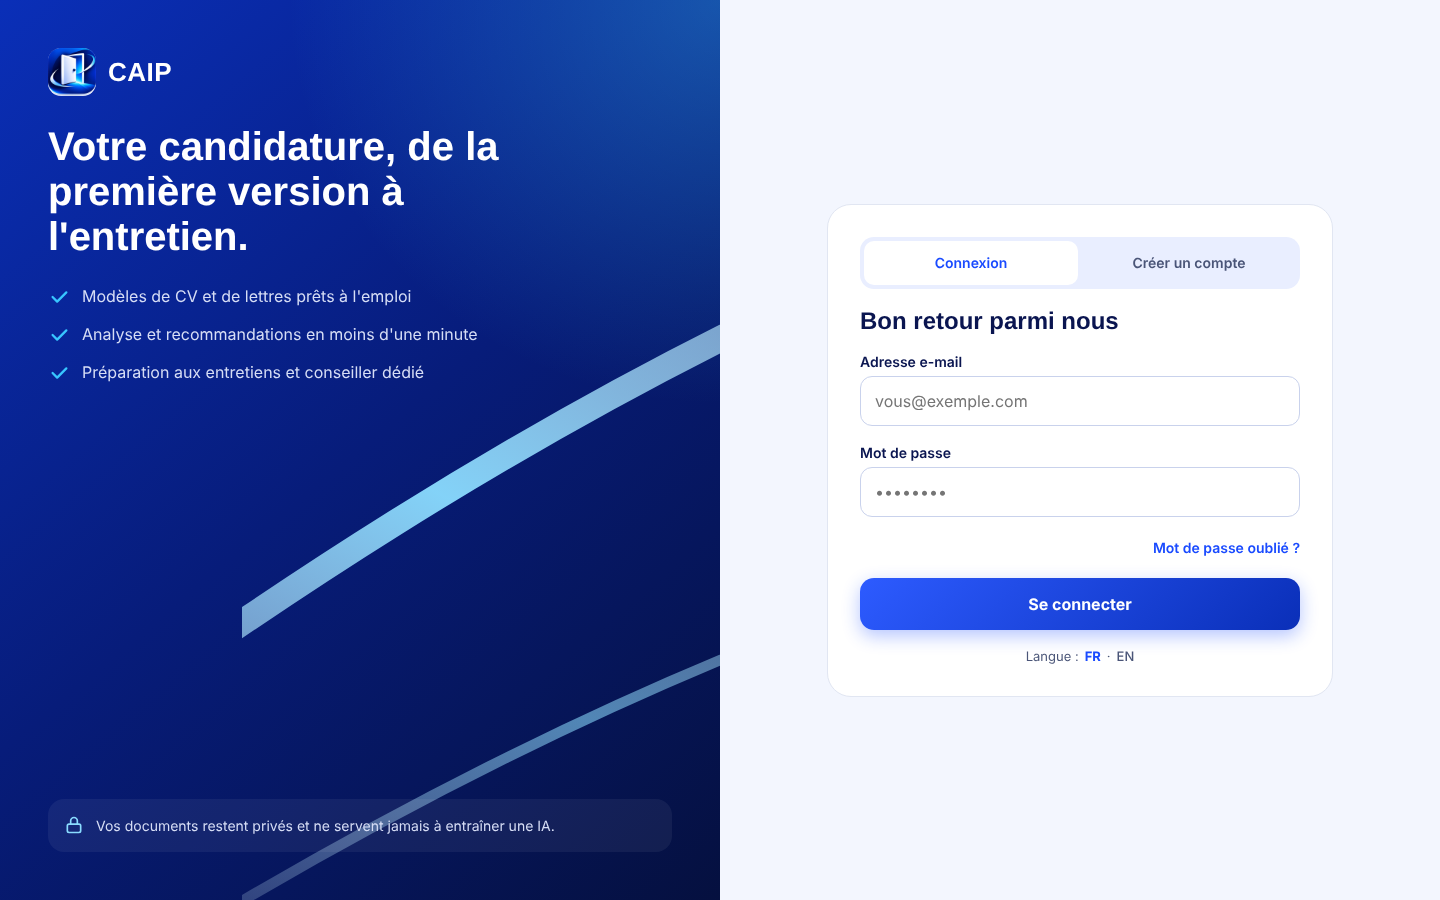 CAIP
Votre candidature, de la
première version à
l'entretien.
Modèles de CV et de lettres prêts à l'emploi
Analyse et recommandations en moins d'une minute
Préparation aux entretiens et conseiller dédié
Vos documents restent privés et ne servent jamais à entraîner une IA.
Connexion
Créer un compte
Bon retour parmi nous
Adresse e-mail
vous@exemple.com
Mot de passe
••••••••
Mot de passe oublié ?
Se connecter
Langue : FR · EN